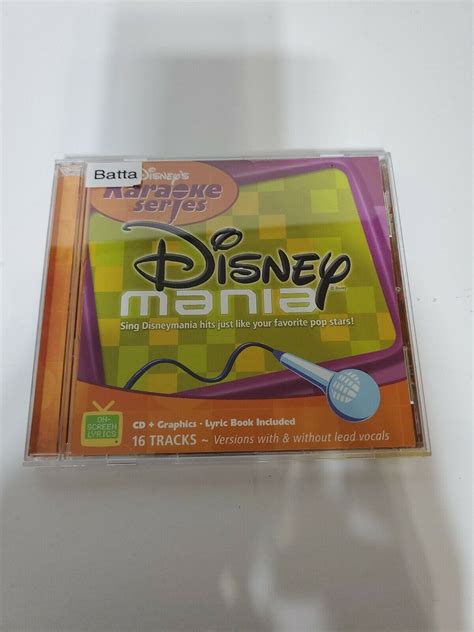 Batta
Disney's
Karaoke
series
Disney
mania
Sing Disneymania hits just like your favorite pop stars!
ON-
SCREEN
LYRICS
CD + Graphics · Lyric Book Included
16 TRACKS ~ Versions with & without lead vocals